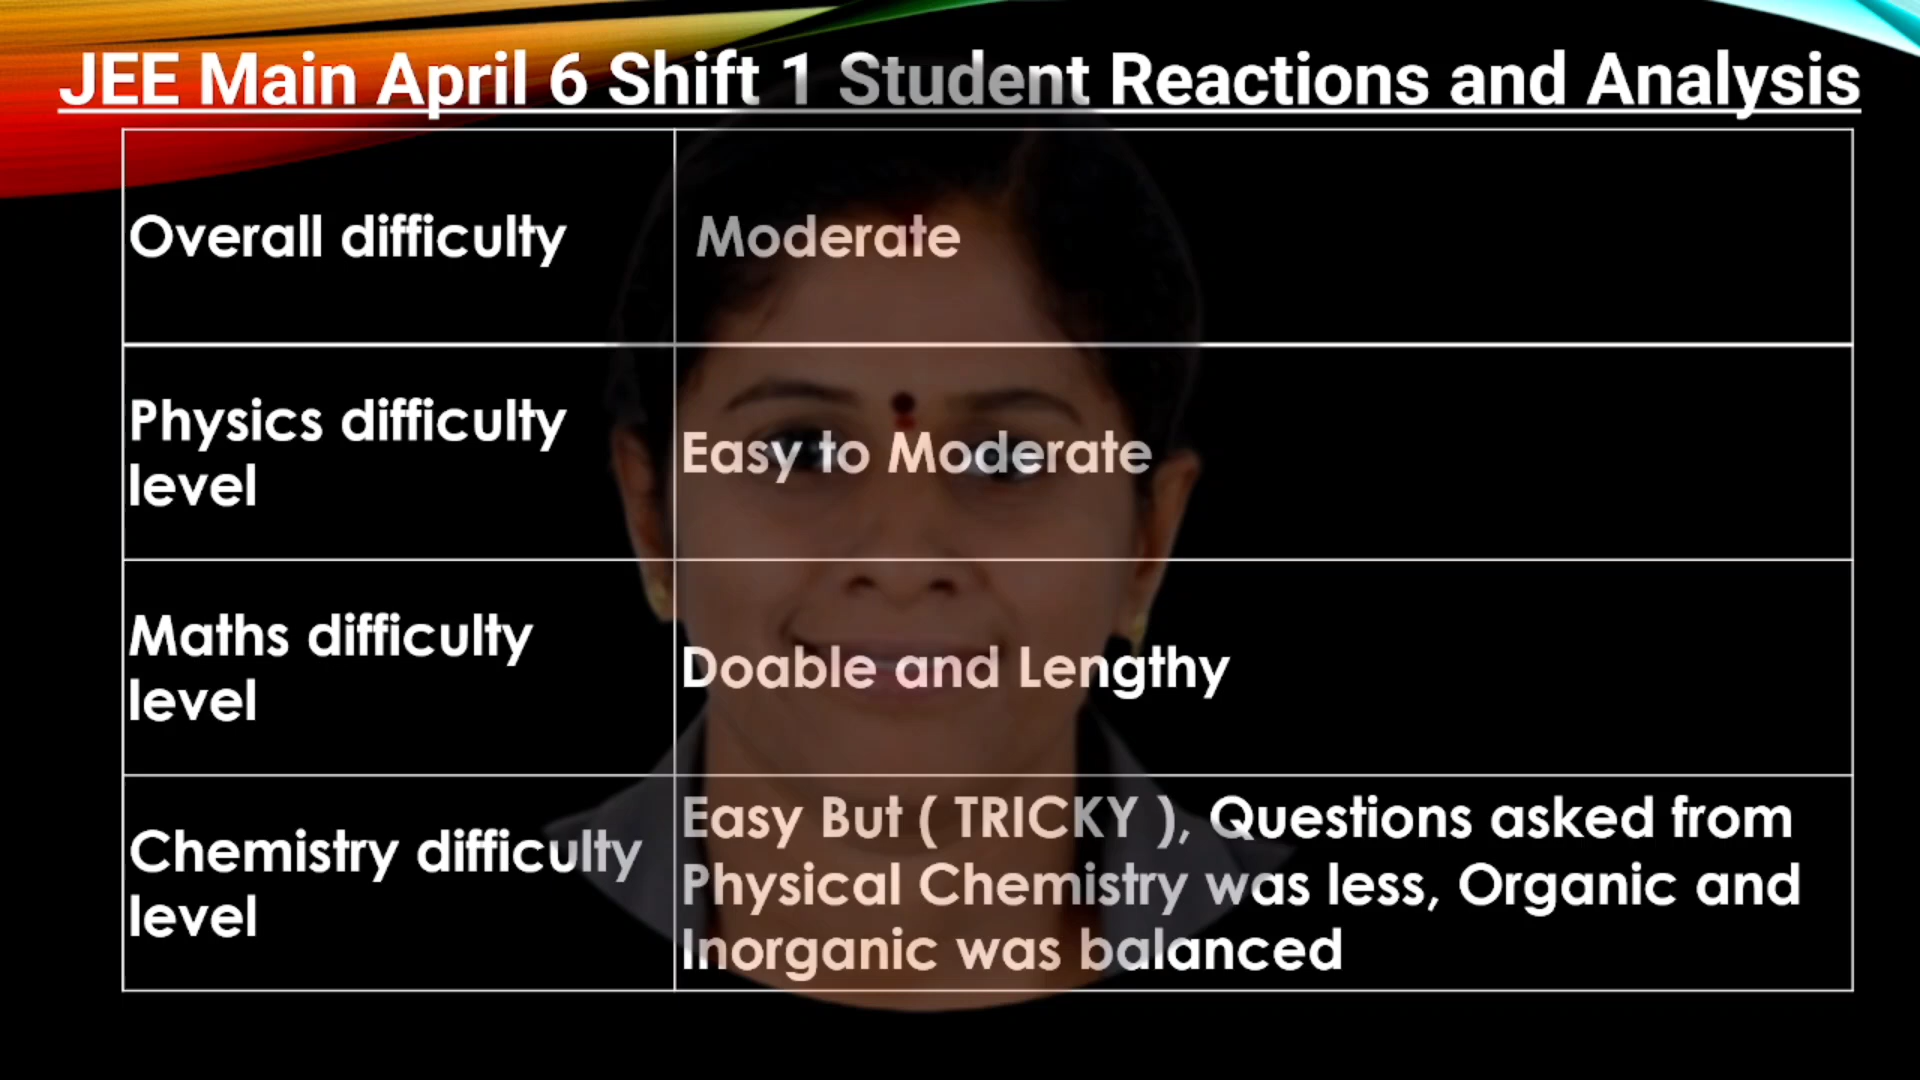 JEE Main April 6 Shift 1 Student Reactions and Analysis
Overall difficulty
Moderate
Physics difficulty
level
Easy to Moderate
Maths difficulty
level
Doable and Lengthy
Chemistry difficulty
level
Easy But ( TRICKY ), Questions asked from
Physical Chemistry was less, Organic and
Inorganic was balanced